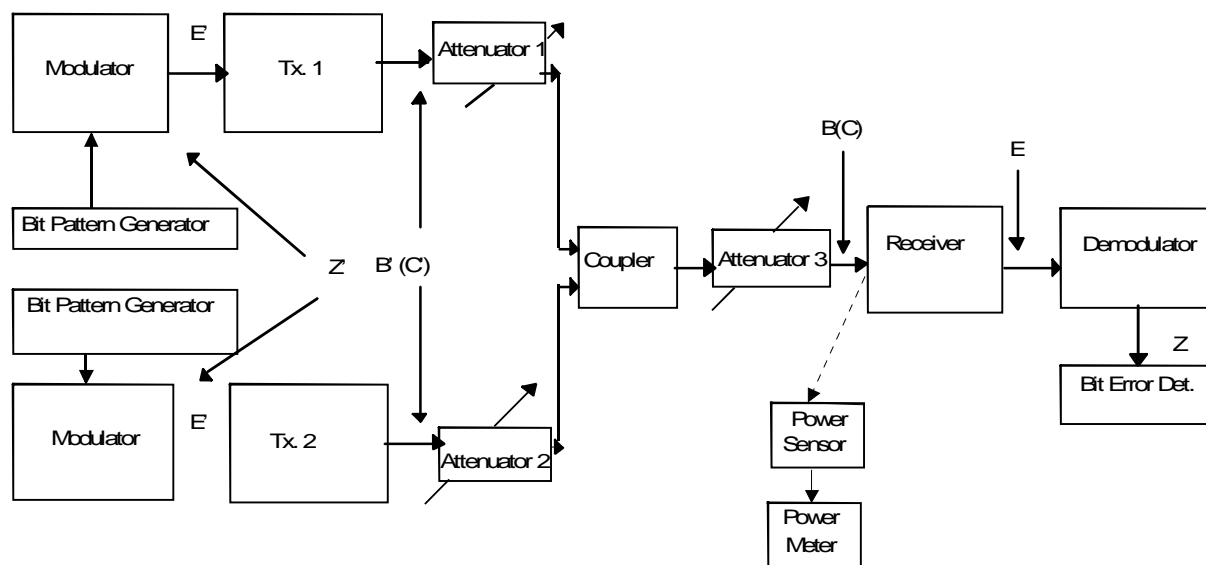 E'
Modulator
Tx. 1
Attenuator 1
B(C)
E
Bit Pattern Generator
Z'
B' (C')
Coupler
Attenuator 3
Receiver
Demodulator
Bit Pattern Generator
Z
Bit Error Det.
E'
Modulator
Tx. 2
Attenuator 2
Power
Sensor
Power
Meter